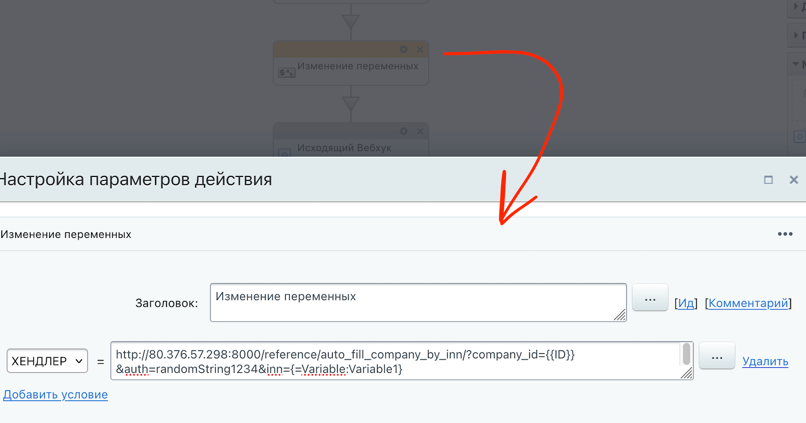 Изменение переменных
Исходящий Вебхук
Настройка параметров действия
Изменение переменных
Заголовок:
Изменение переменных
...
[Ид] [Комментарий]
ХЕНДЛЕР
=
http://80.376.57.298:8000/reference/auto_fill_company_by_inn/?company_id={{ID}}
&auth=randomString1234&inn={=Variable:Variable1}
...
Удалить
Добавить условие